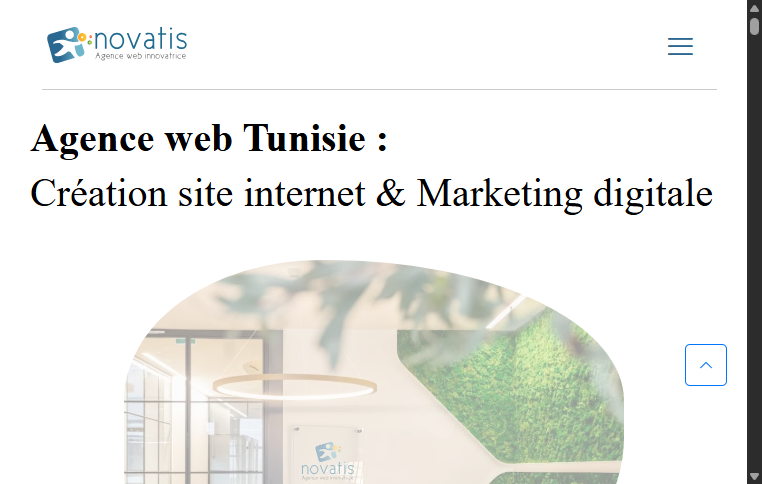 novatis
Agence web innovatrice
Agence web Tunisie :
Création site internet & Marketing digitale
novatis
Agence web innovatrice